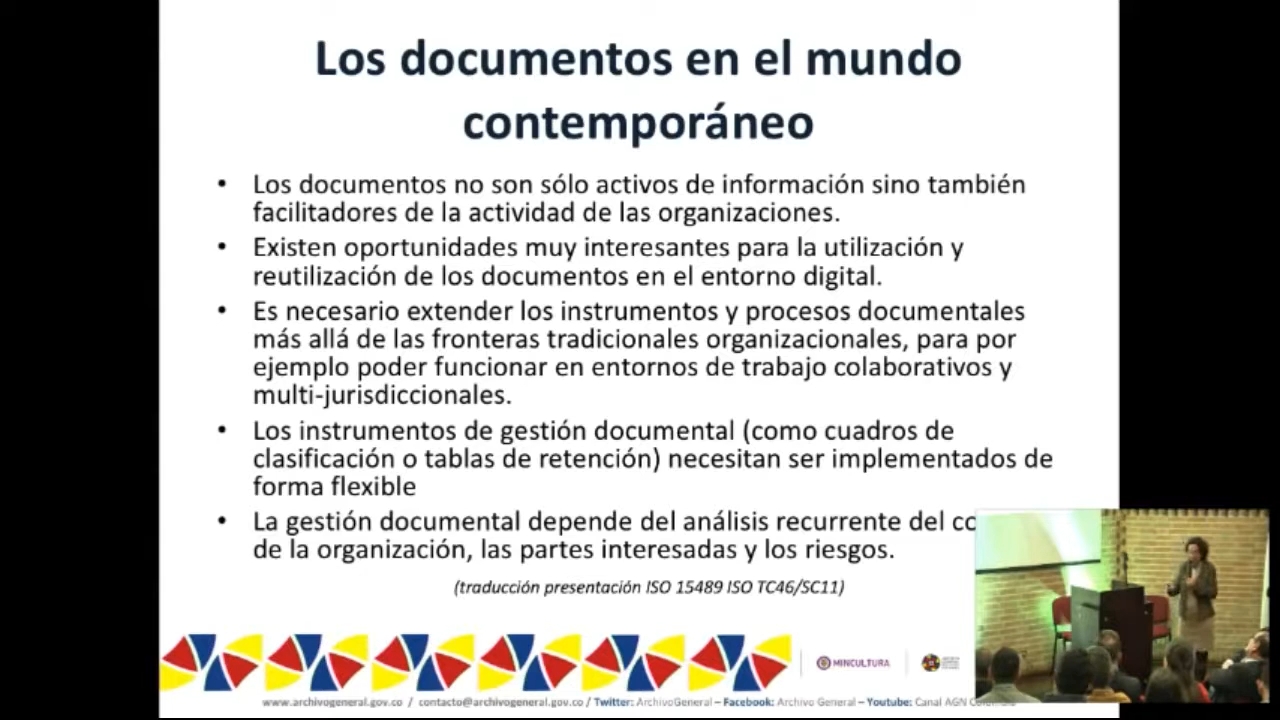 Los documentos en el mundo
contemporáneo
• Los documentos no son sólo activos de información sino también
facilitadores de la actividad de las organizaciones.
• Existen oportunidades muy interesantes para la utilización y
reutilización de los documentos en el entorno digital.
• Es necesario extender los instrumentos y procesos documentales
más allá de las fronteras tradicionales organizacionales, para por
ejemplo poder funcionar en entornos de trabajo colaborativos y
multi-jurisdiccionales.
• Los instrumentos de gestión documental (como cuadros de
clasificación o tablas de retención) necesitan ser implementados de
forma flexible
• La gestión documental depende del análisis recurrente del co
de la organización, las partes interesadas y los riesgos.
(traducción presentación ISO 15489 ISO TC46/SC11)
MINCULTURA
www.archivogeneral.gov.co / contacto@archivogeneral.gov.co / Twitter: ArchivoGeneral – Facebook: Archivo General – Youtube: Canal AGN